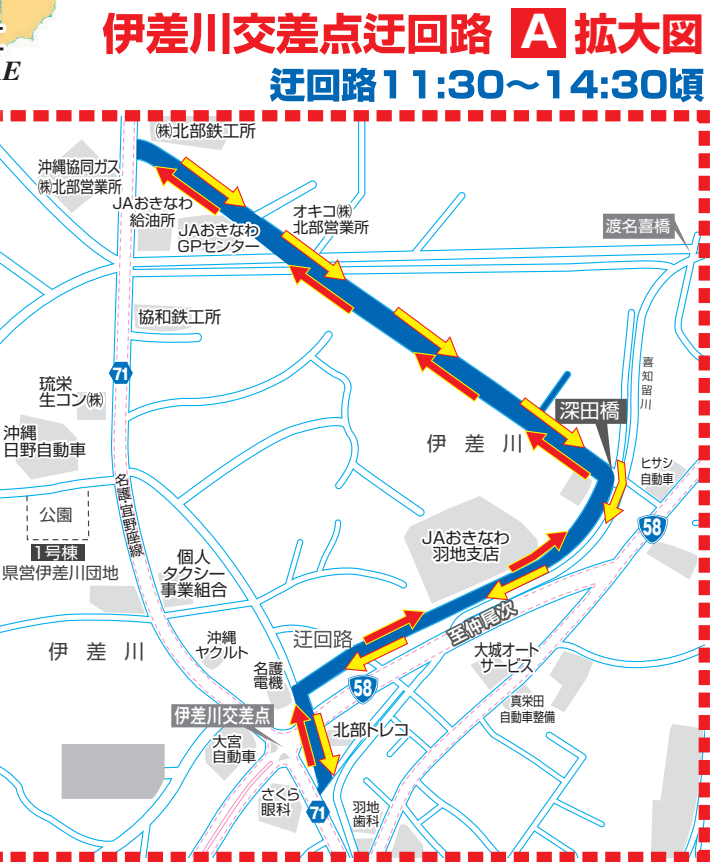 伊差川交差点迂回路 A 拡大図
迂回路11:30〜14:30頃
㈱北部鉄工所
沖縄協同ガス
㈱北部営業所
JAおきなわ
給油所
JAおきなわ
GPセンター
オキコ㈱
北部営業所
渡名喜橋
協和鉄工所
71
喜知留川
琉栄
生コン㈱
深田橋
沖縄
日野自動車
伊差川
ヒサシ
自動車
名護・宜野座線
公園
58
1号棟
県営伊差川団地
JAおきなわ
羽地支店
個人
タクシー
事業組合
至仲尾次
伊差川
沖縄
ヤクルト
迂回路
大城オート
サービス
名護
電機
58
真栄田
自動車整備
伊差川交差点
北部トレコ
大宮
自動車
さくら
眼科
71
羽地
歯科